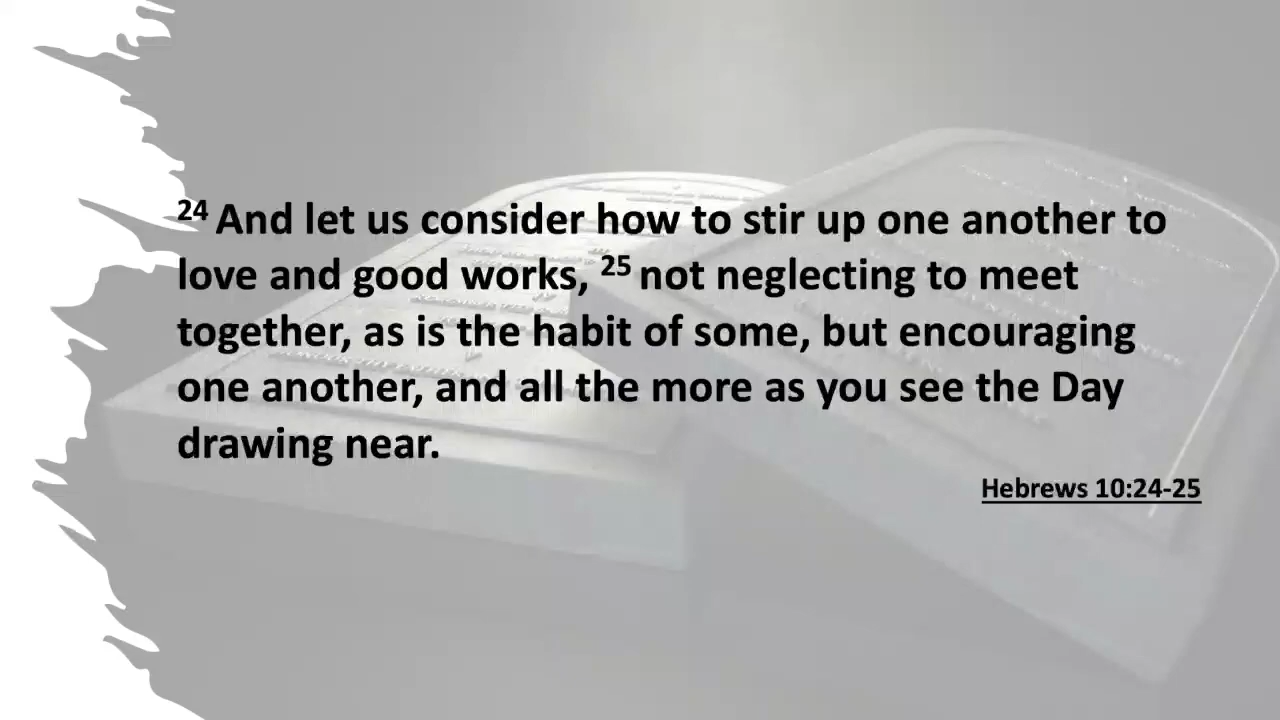 24 And let us consider how to stir up one another to
love and good works, 25 not neglecting to meet
together, as is the habit of some, but encouraging
one another, and all the more as you see the Day
drawing near.
Hebrews 10:24-25